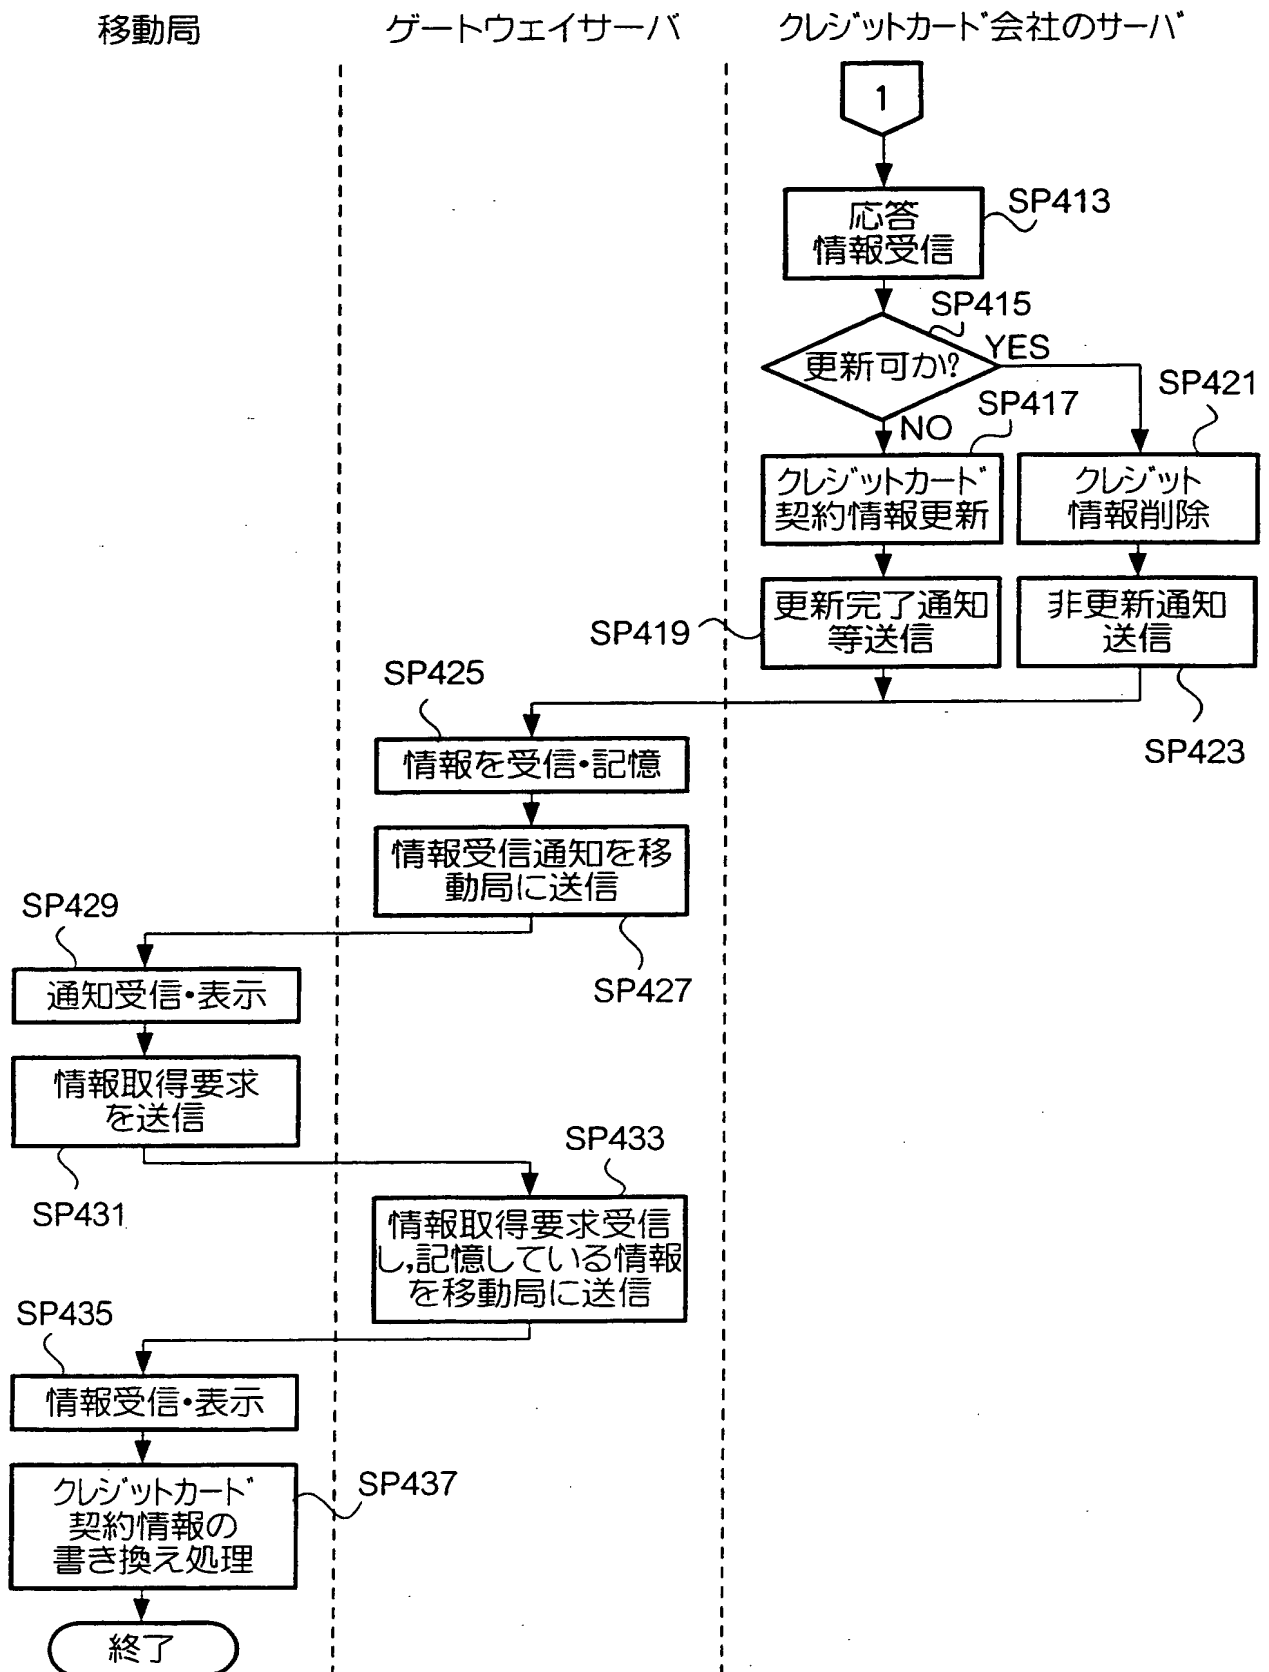 移動局
ゲートウェイサーバ
クレジットカード会社のサーバ
1
SP413
応答
情報受信
SP415
更新可か?
YES
NO
SP417
SP421
クレジットカード
契約情報更新
クレジット
情報削除
SP419
更新完了通知
等送信
非更新通知
送信
SP423
SP425
情報を受信・記憶
情報受信通知を移
動局に送信
SP427
SP429
通知受信・表示
情報取得要求
を送信
SP431
SP433
情報取得要求受信
し,記憶している情報
を移動局に送信
SP435
情報受信・表示
SP437
クレジットカード
契約情報の
書き換え処理
終了